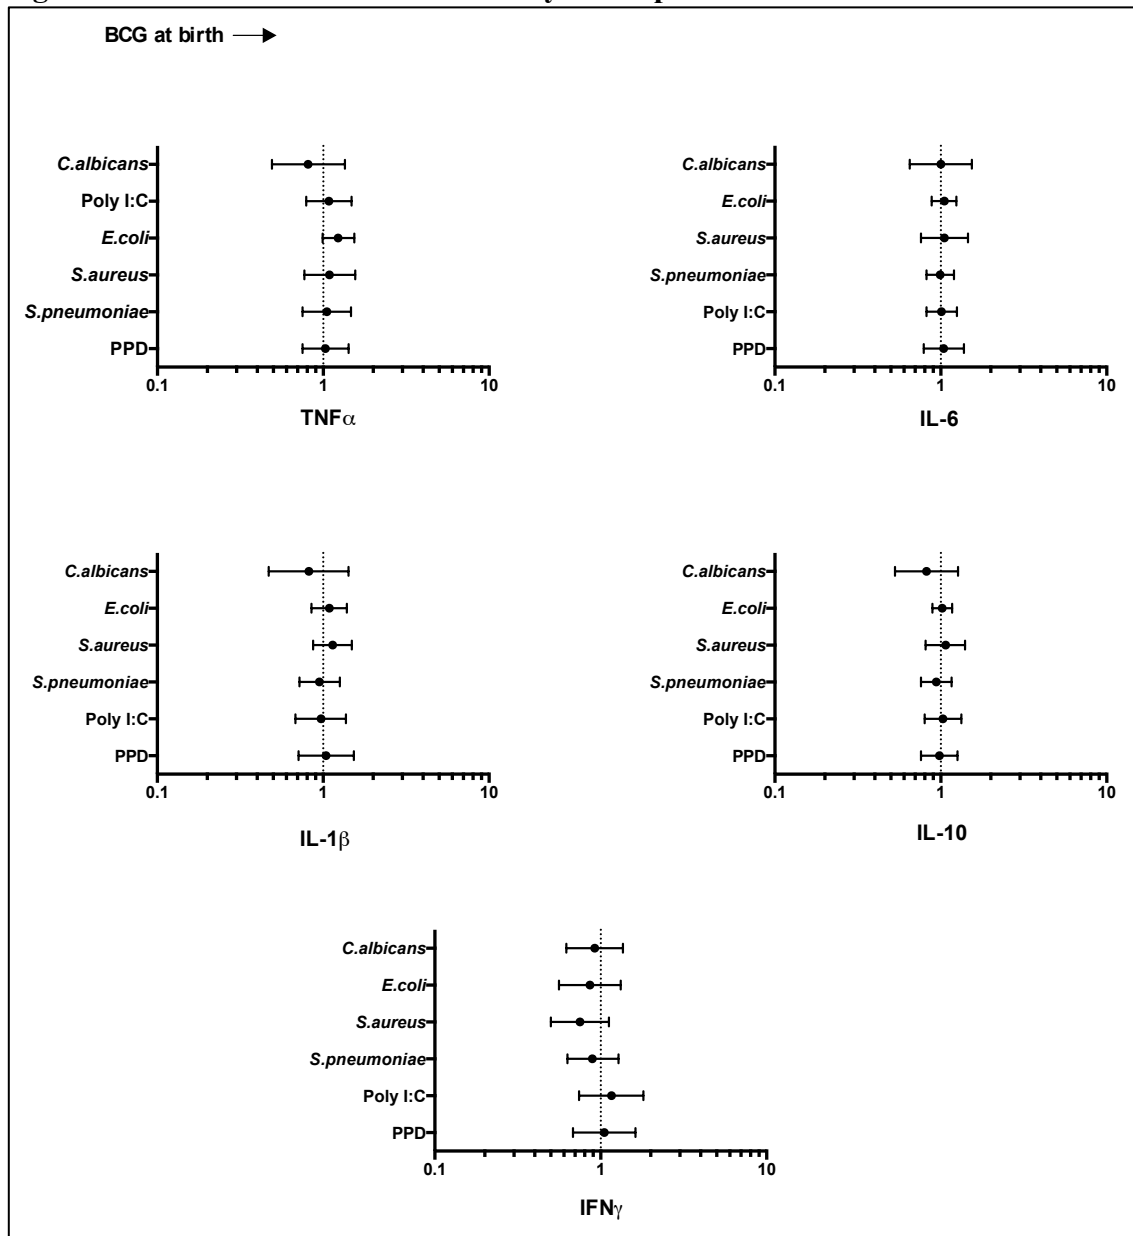 BCG at birth →
C.albicans
Poly I:C
E.coli
S.aureus
S.pneumoniae
PPD
0.1 1 10
TNFα
C.albicans
E.coli
S.aureus
S.pneumoniae
Poly I:C
PPD
0.1 1 10
IL-6
C.albicans
E.coli
S.aureus
S.pneumoniae
Poly I:C
PPD
0.1 1 10
IL-1β
C.albicans
E.coli
S.aureus
S.pneumoniae
Poly I:C
PPD
0.1 1 10
IL-10
C.albicans
E.coli
S.aureus
S.pneumoniae
Poly I:C
PPD
0.1 1 10
IFNγ